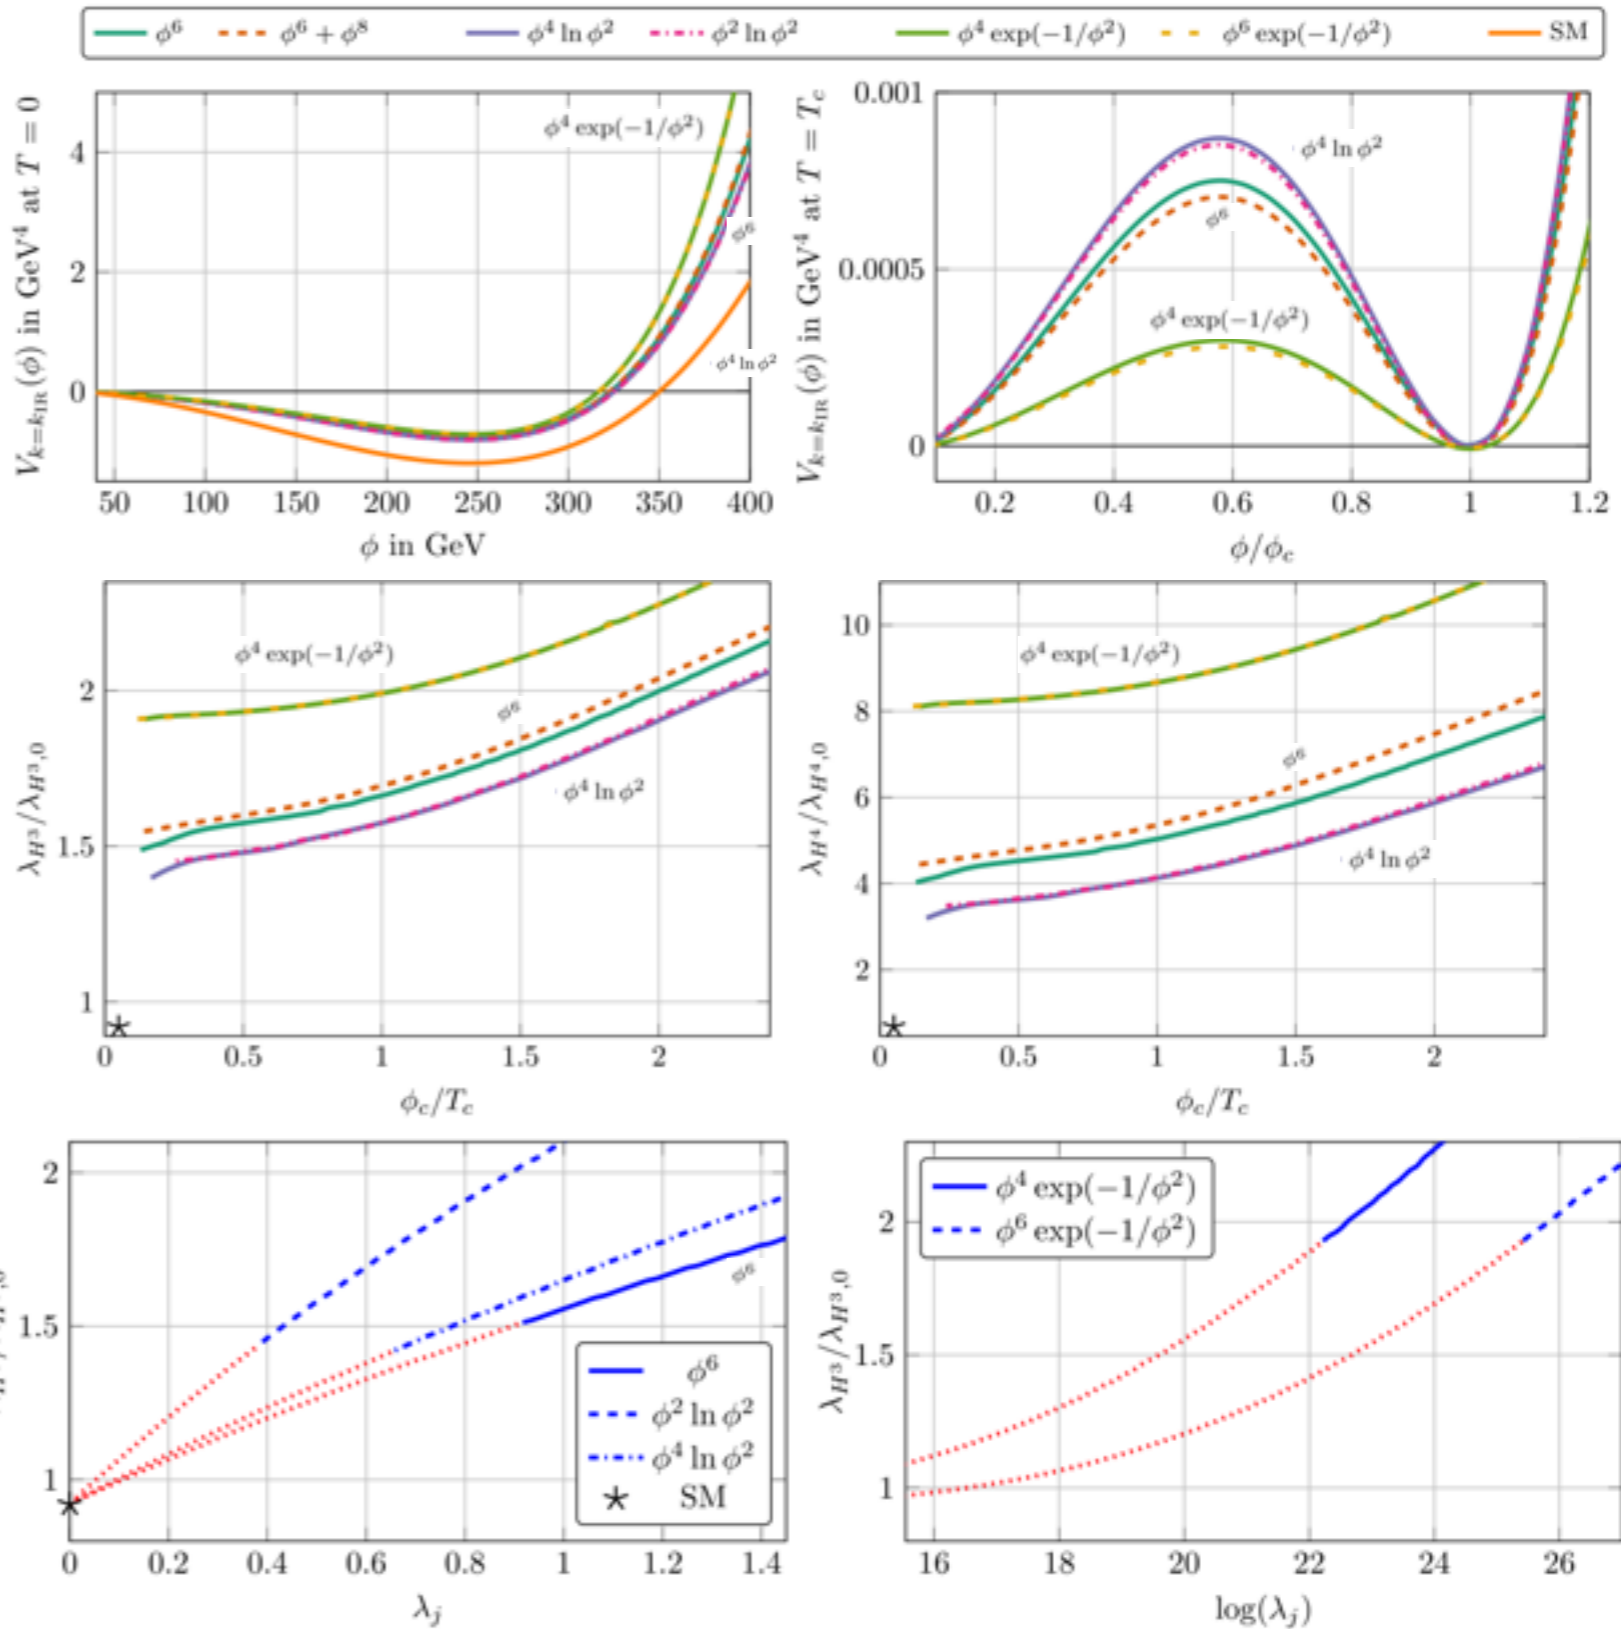 ϕ⁶ ϕ⁶ + ϕ⁸ ϕ⁴ ln ϕ² ϕ² ln ϕ² ϕ⁴ exp(−1/ϕ²) ϕ⁶ exp(−1/ϕ²) SM
V_{k=k_IR}(ϕ) in GeV⁴ at T = 0
4
2
0
50 100 150 200 250 300 350 400
ϕ in GeV
ϕ⁴ exp(−1/ϕ²)
ϕ⁶
ϕ⁴ ln ϕ²
V_{k=k_IR}(ϕ) in GeV⁴ at T = T_c
0.001
0.0005
0
0.2 0.4 0.6 0.8 1 1.2
ϕ/ϕ_c
ϕ⁴ ln ϕ²
ϕ⁶
ϕ⁴ exp(−1/ϕ²)
λ_{H³}/λ_{H³,0}
2
1.5
1
0 0.5 1 1.5 2
ϕ_c/T_c
ϕ⁴ exp(−1/ϕ²)
ϕ⁶
ϕ⁴ ln ϕ²
λ_{H⁴}/λ_{H⁴,0}
10
8
6
4
2
0 0.5 1 1.5 2
ϕ_c/T_c
ϕ⁴ exp(−1/ϕ²)
ϕ⁶
ϕ⁴ ln ϕ²
2
1.5
1
0 0.2 0.4 0.6 0.8 1 1.2 1.4
λ_j
ϕ⁶
ϕ⁶
ϕ² ln ϕ²
ϕ⁴ ln ϕ²
SM
λ_{H³}/λ_{H³,0}
2
1.5
1
16 18 20 22 24 26
log(λ_j)
ϕ⁴ exp(−1/ϕ²)
ϕ⁶ exp(−1/ϕ²)